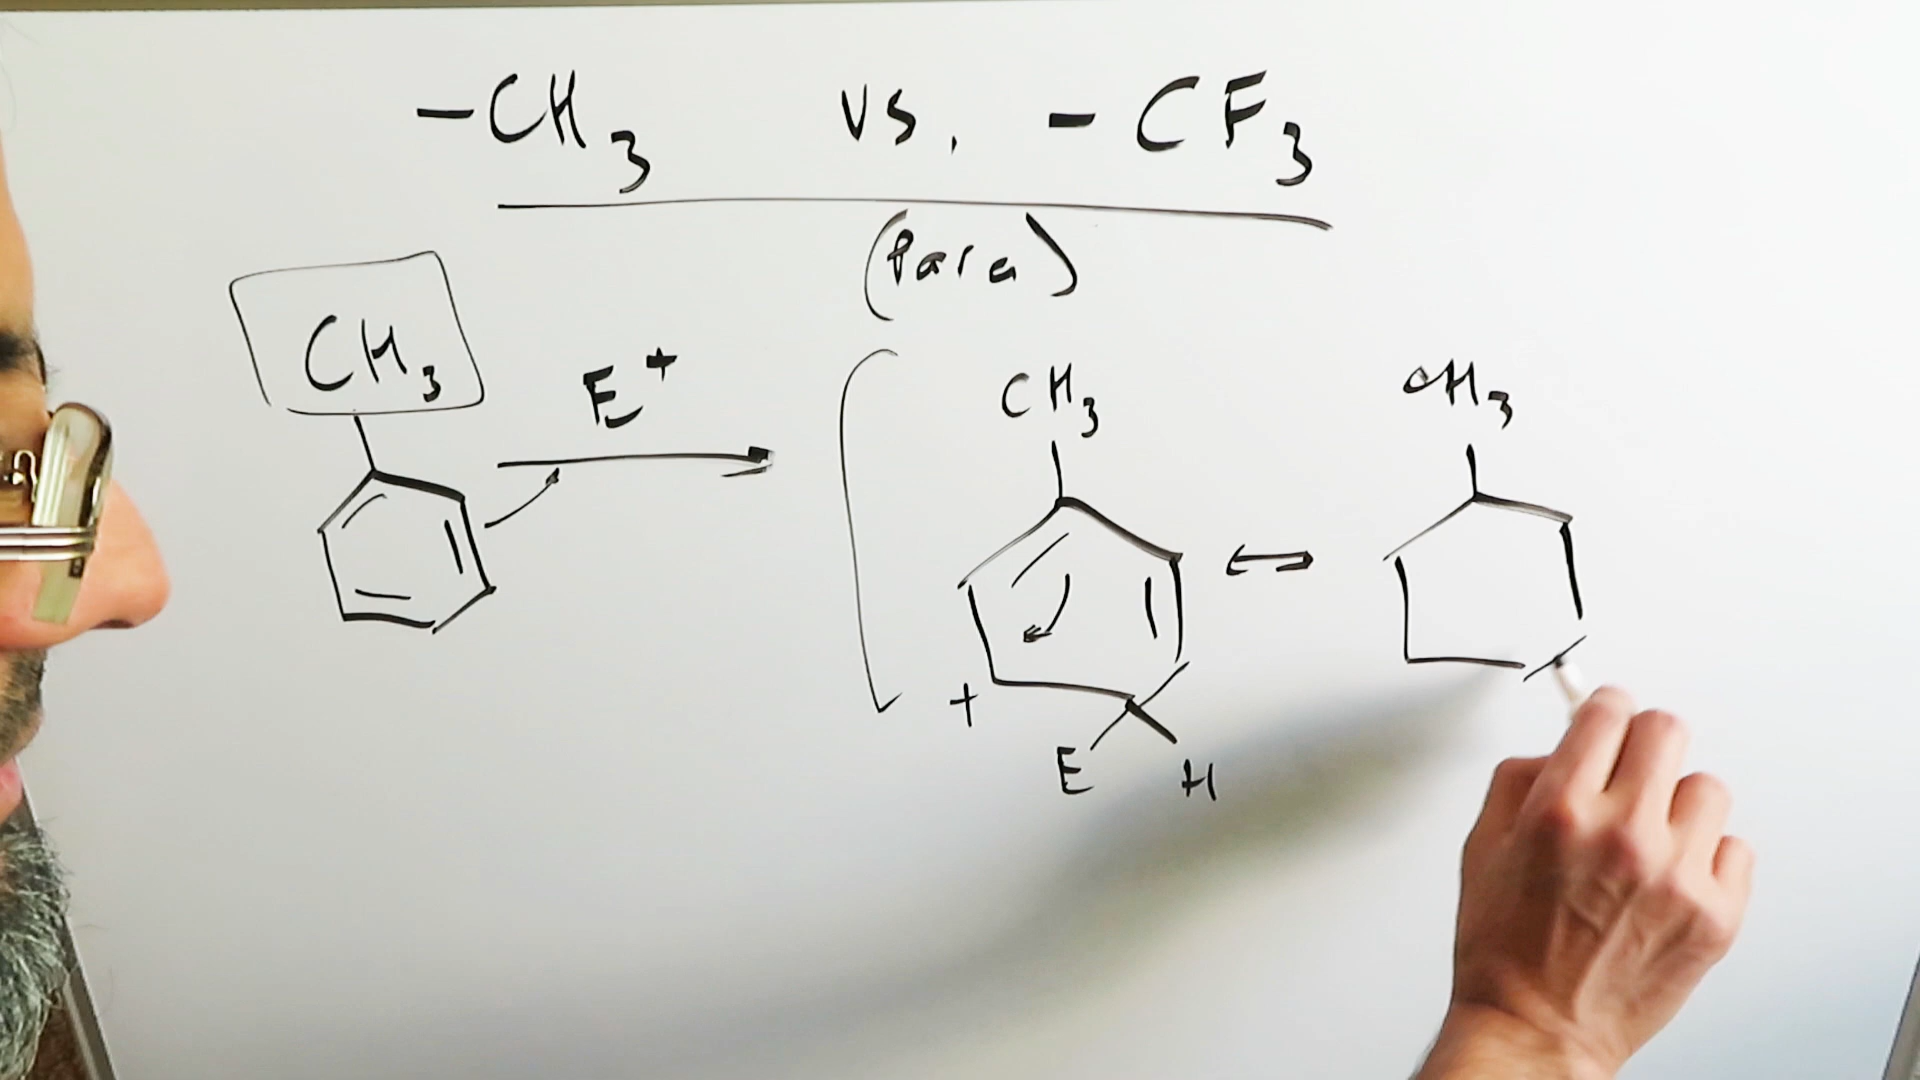 -CH3 vs. -CF3
(Para)
CH3
E+
CH3
+
E H
CH3